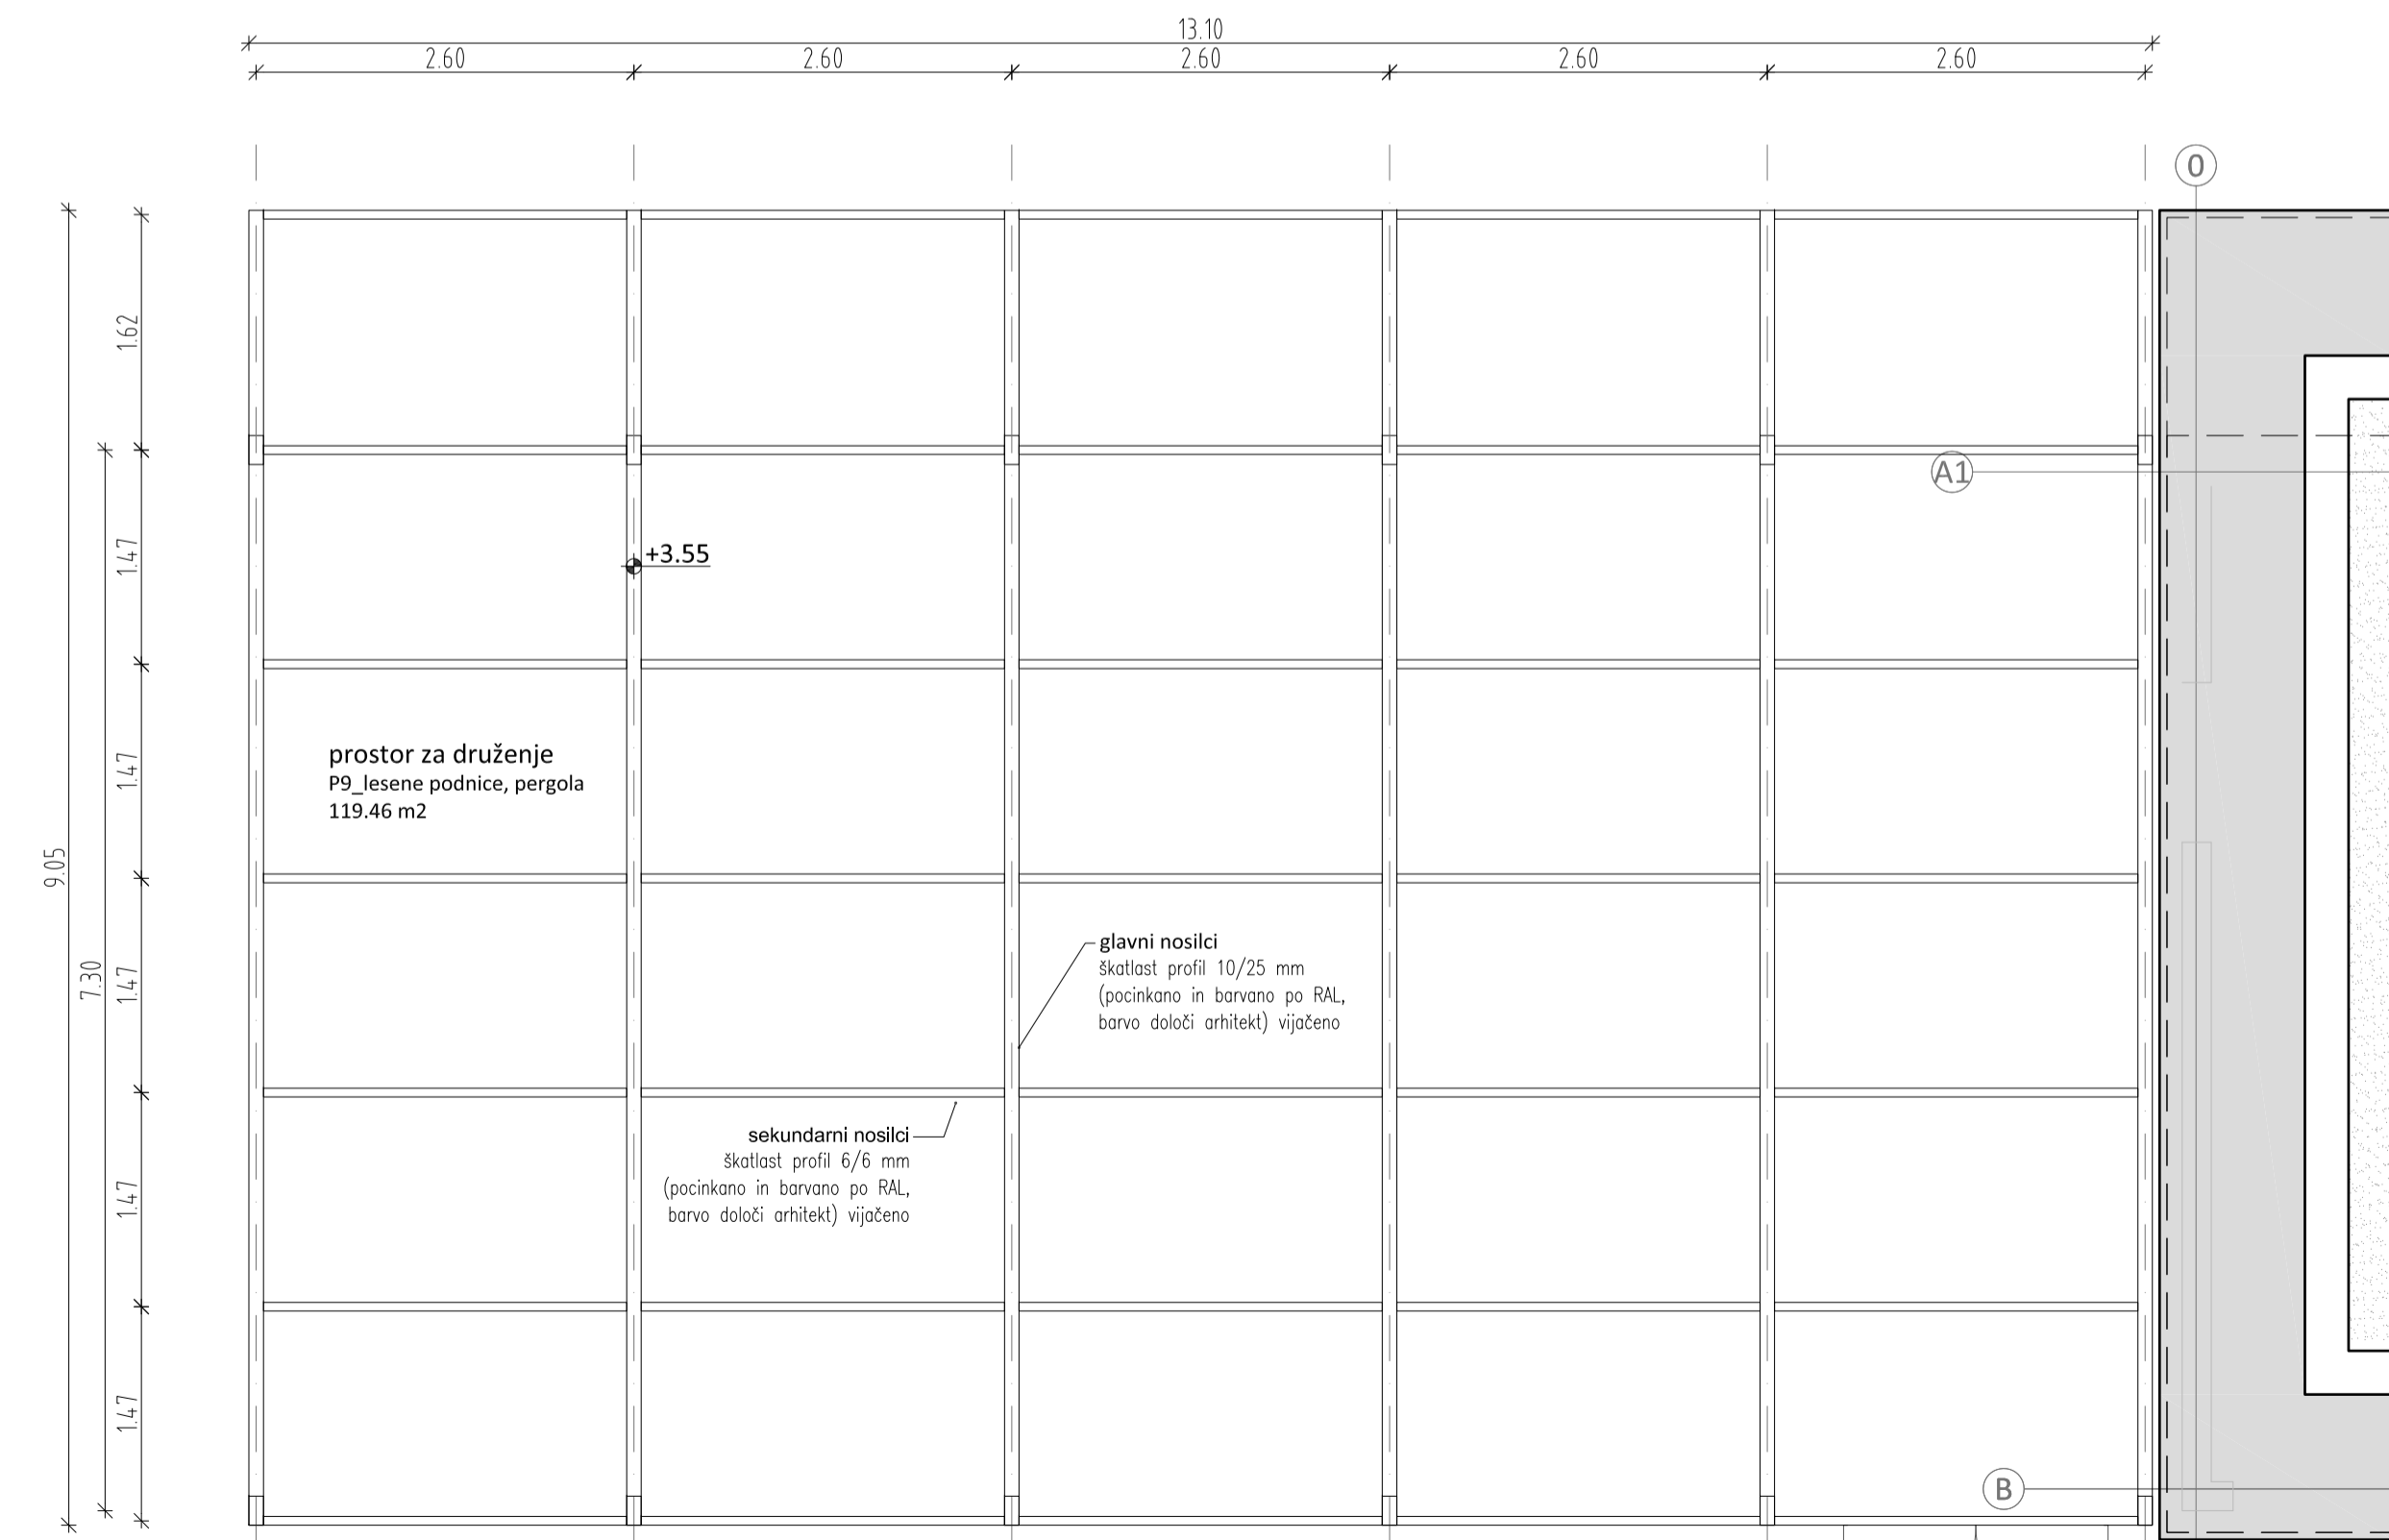 13.10
2.60 2.60 2.60 2.60 2.60
0
1.62
A1
1.47
+3.55
1.47
prostor za druženje
P9_lesene podnice, pergola
119.46 m2
9.05
7.30
1.47
glavni nosilci
škatlast profil 10/25 mm
(pocinkano in barvano po RAL,
barvo določi arhitekt) vijačeno
sekundarni nosilci
škatlast profil 6/6 mm
(pocinkano in barvano po RAL,
barvo določi arhitekt) vijačeno
1.47
1.47
B